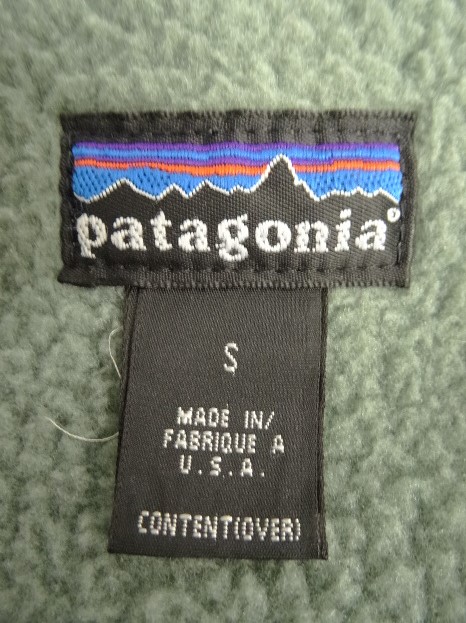 patagonia®
S
MADE IN/
FABRIQUE A
U.S.A.
CONTENT(OVER)